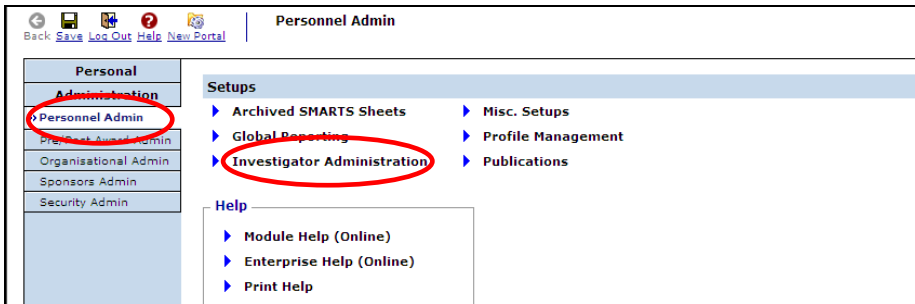 Personnel Admin
Back Save Log Out Help New Portal
Personal
Administration
Personnel Admin
Pre/Post Award Admin
Organisational Admin
Sponsors Admin
Security Admin
Setups
Archived SMARTS Sheets
Misc. Setups
Global Reporting
Profile Management
Investigator Administration
Publications
Help
Module Help (Online)
Enterprise Help (Online)
Print Help